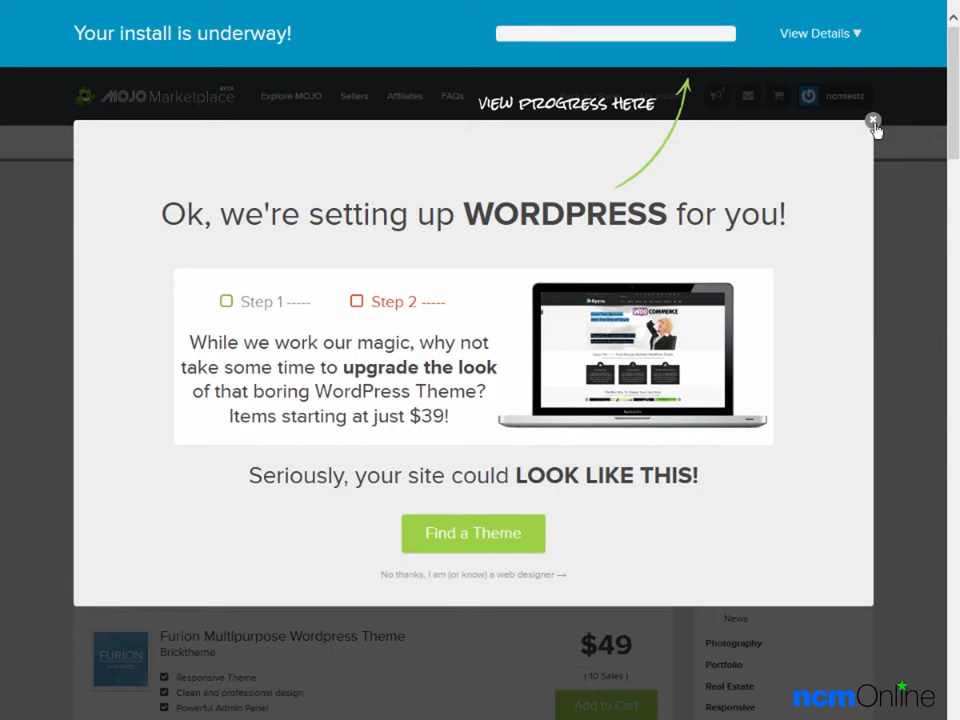 Your install is underway!
View Details ▼
MOJO Marketplace BETA
Explore MOJO
Sellers
Affiliates
FAQs
VIEW PROGRESS HERE
ncmtestz
Ok, we're setting up WORDPRESS for you!
Step 1 -----
Step 2 -----
While we work our magic, why not
take some time to upgrade the look
of that boring WordPress Theme?
Items starting at just $39!
WOO COMMERCE
Seriously, your site could LOOK LIKE THIS!
Find a Theme
No thanks, I am (or know) a web designer →
News
Furion Multipurpose Wordpress Theme
Bricktheme
$49
Photography
FURION
Portfolio
Responsive Theme
( 10 Sales )
Real Estate
Clean and professional design
Powerful Admin Panel
Add to Cart
Responsive
ncmOnline